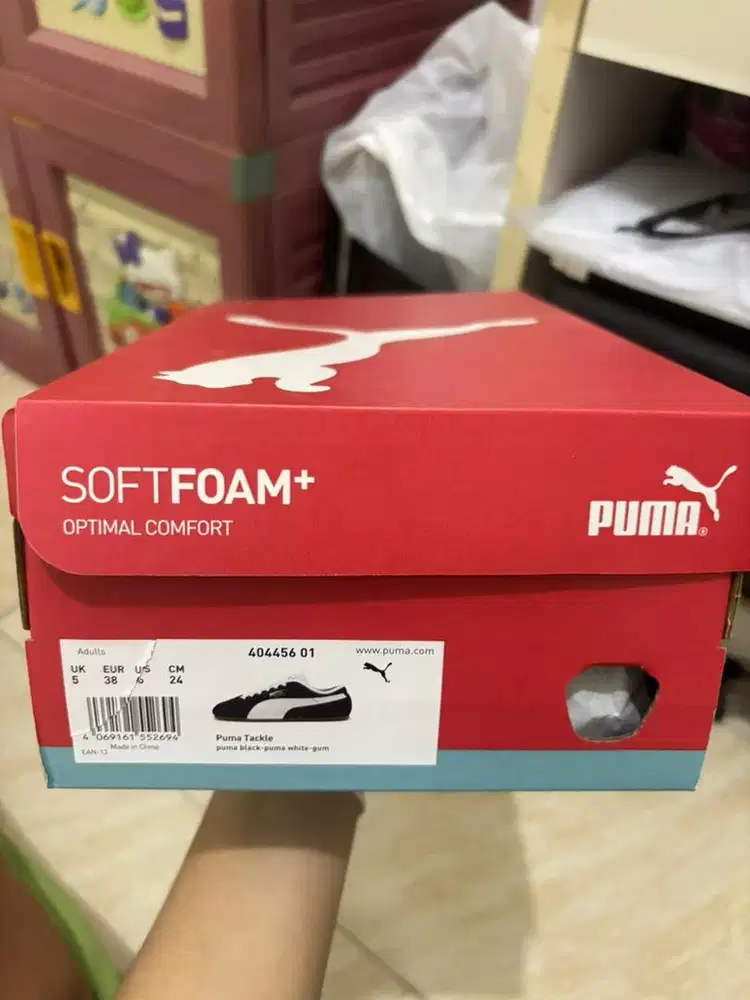 SOFTFOAM+
OPTIMAL COMFORT
PUMA®
Adults
404456 01
www.puma.com
UK EUR US CM
5 38 6 24
4 069161 552694
EAN-13
Made in China
Puma Tackle
puma black-puma white-gum